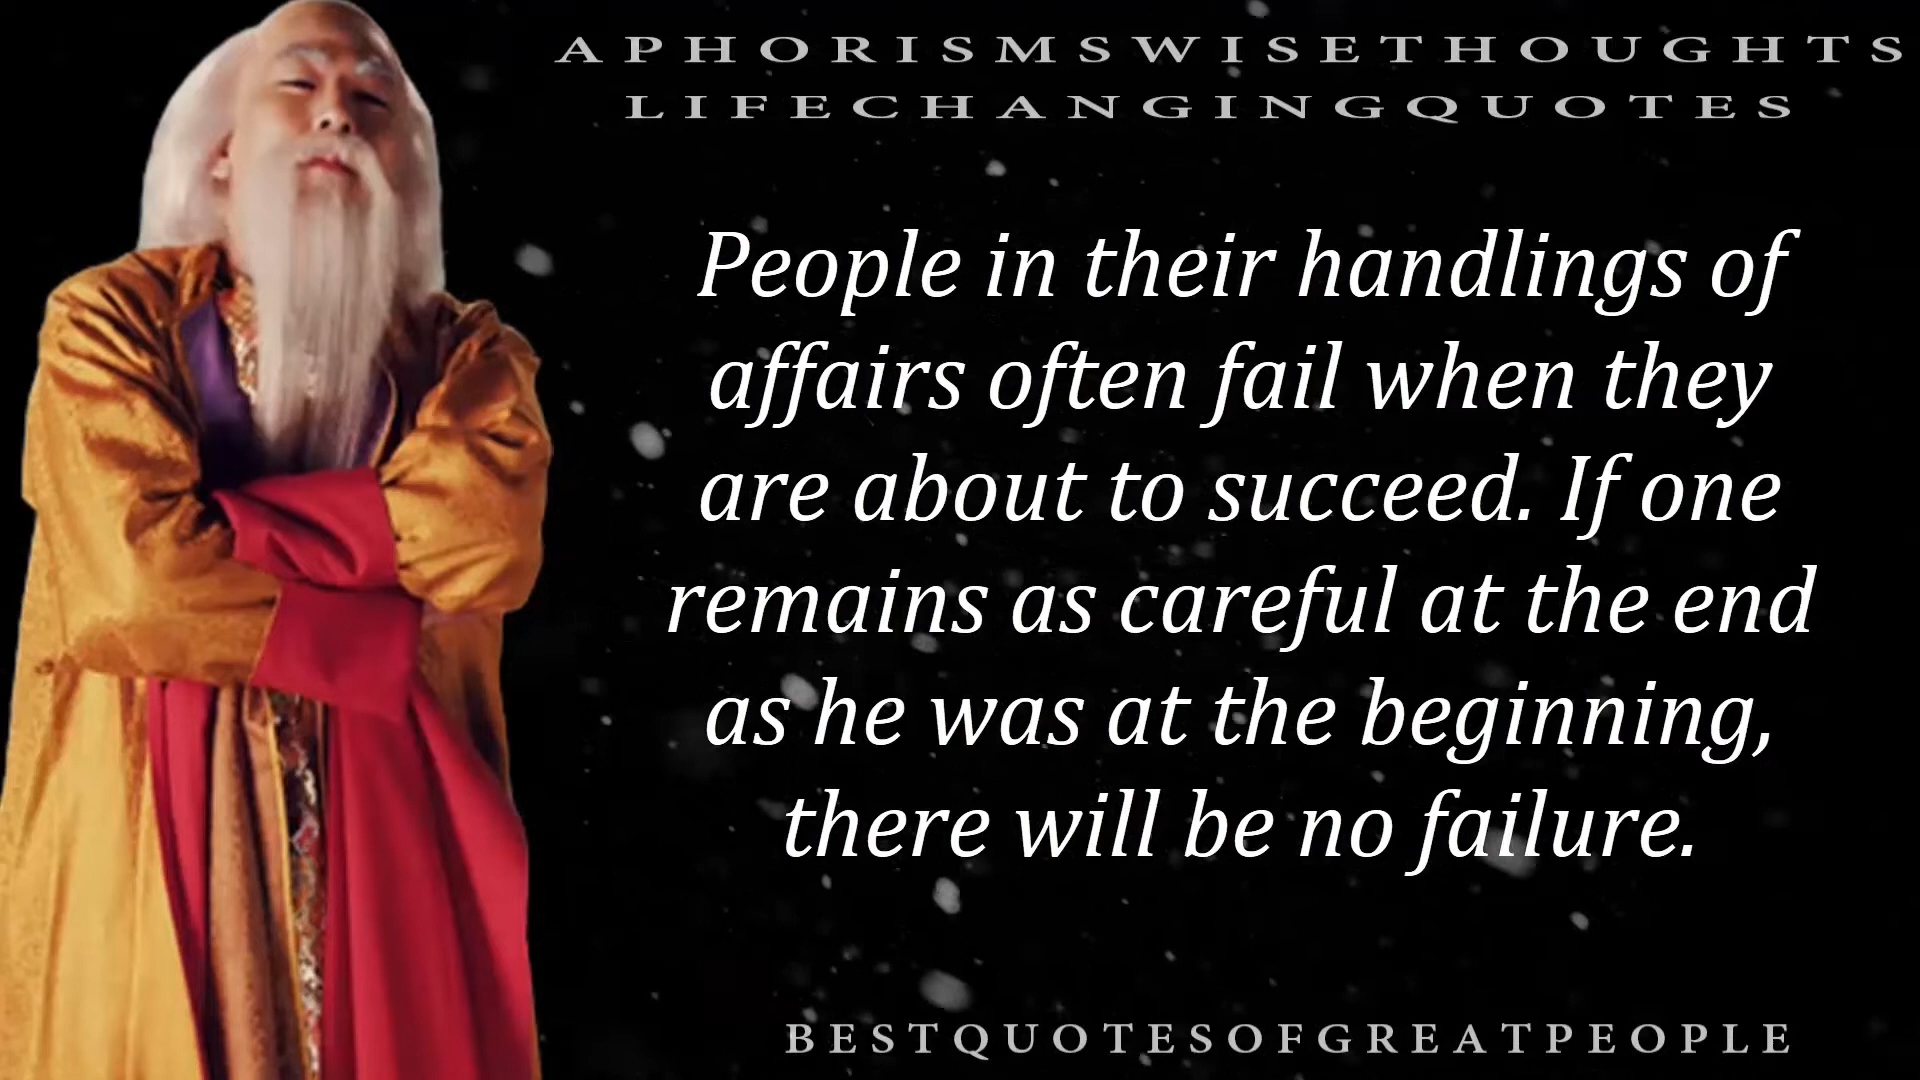 APHORISMSWISETHOUGHTS
LIFECHANGINGQUOTES
People in their handlings of
affairs often fail when they
are about to succeed. If one
remains as careful at the end
as he was at the beginning,
there will be no failure.
BESTQUOTESOFGREATPEOPLE